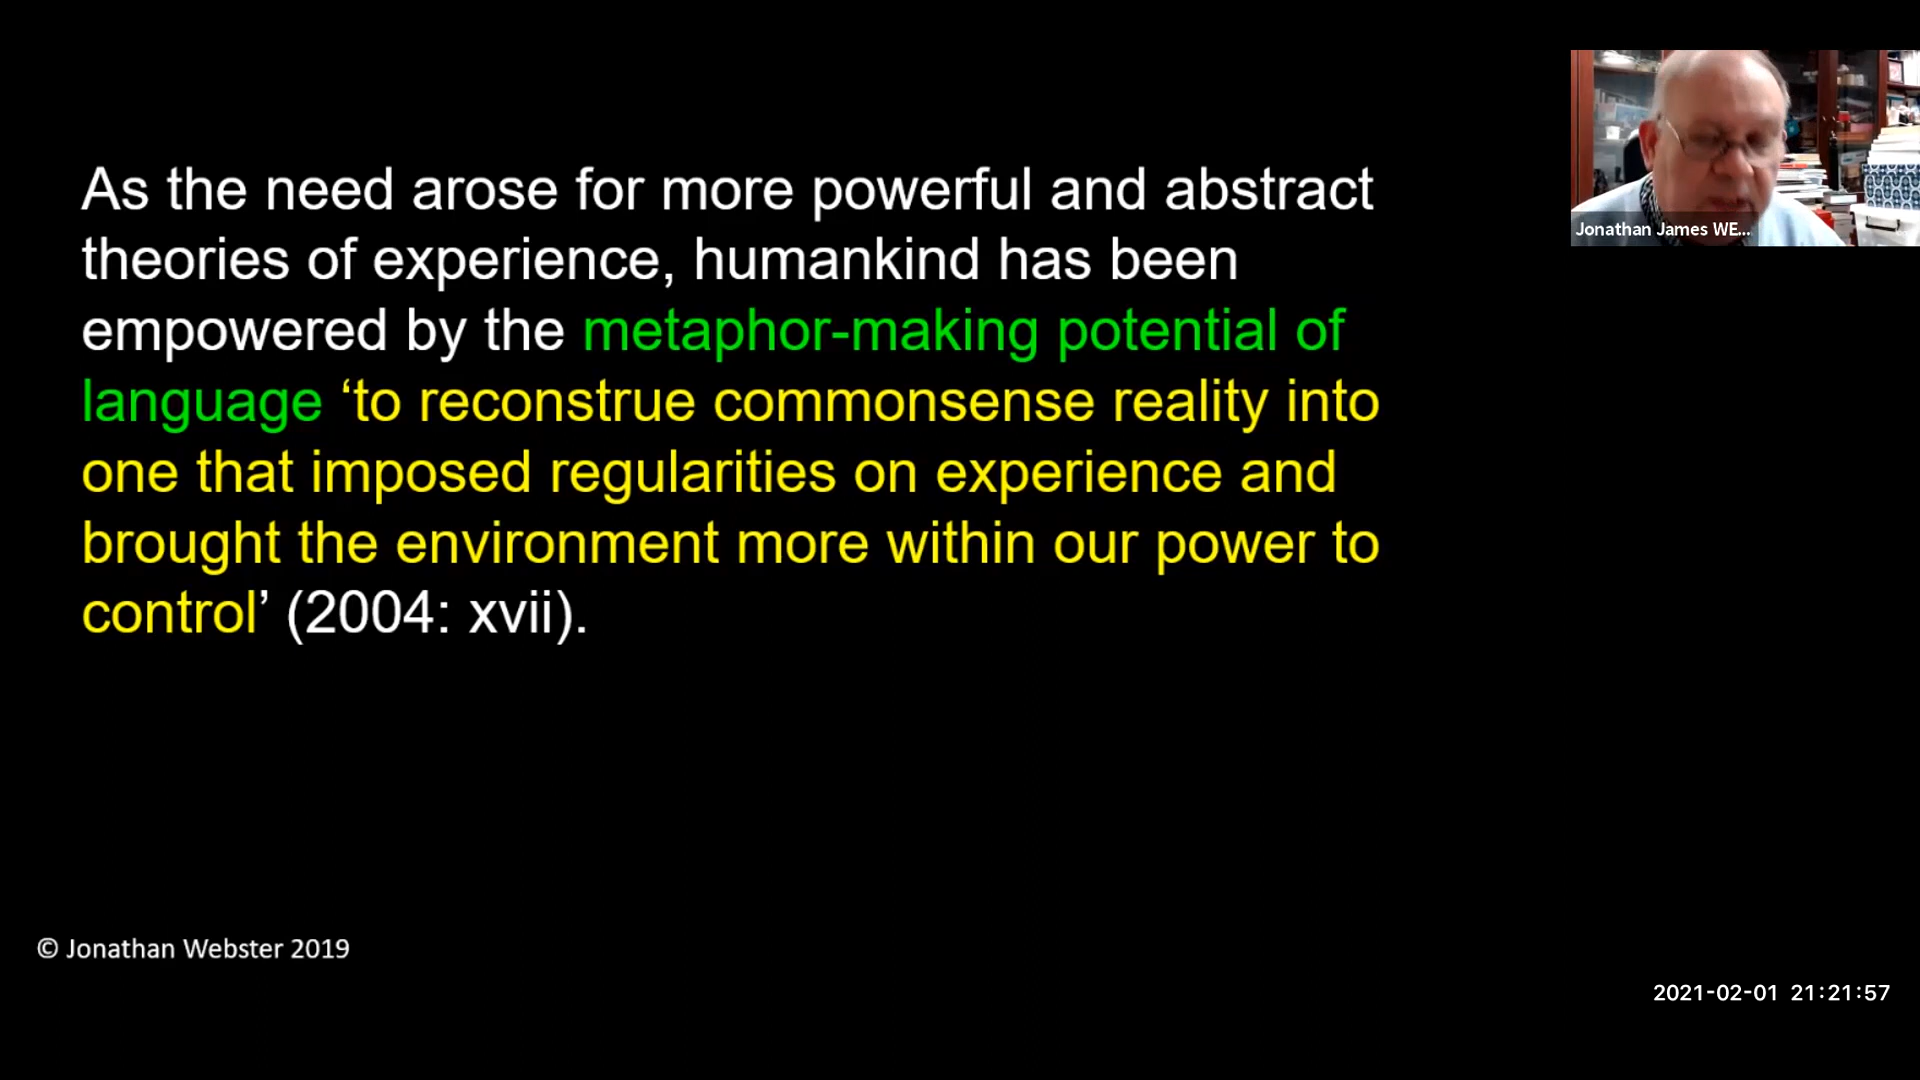 As the need arose for more powerful and abstract
theories of experience, humankind has been
empowered by the metaphor-making potential of
language ‘to reconstrue commonsense reality into
one that imposed regularities on experience and
brought the environment more within our power to
control’ (2004: xvii).
Jonathan James WE...
© Jonathan Webster 2019
2021-02-01 21:21:57